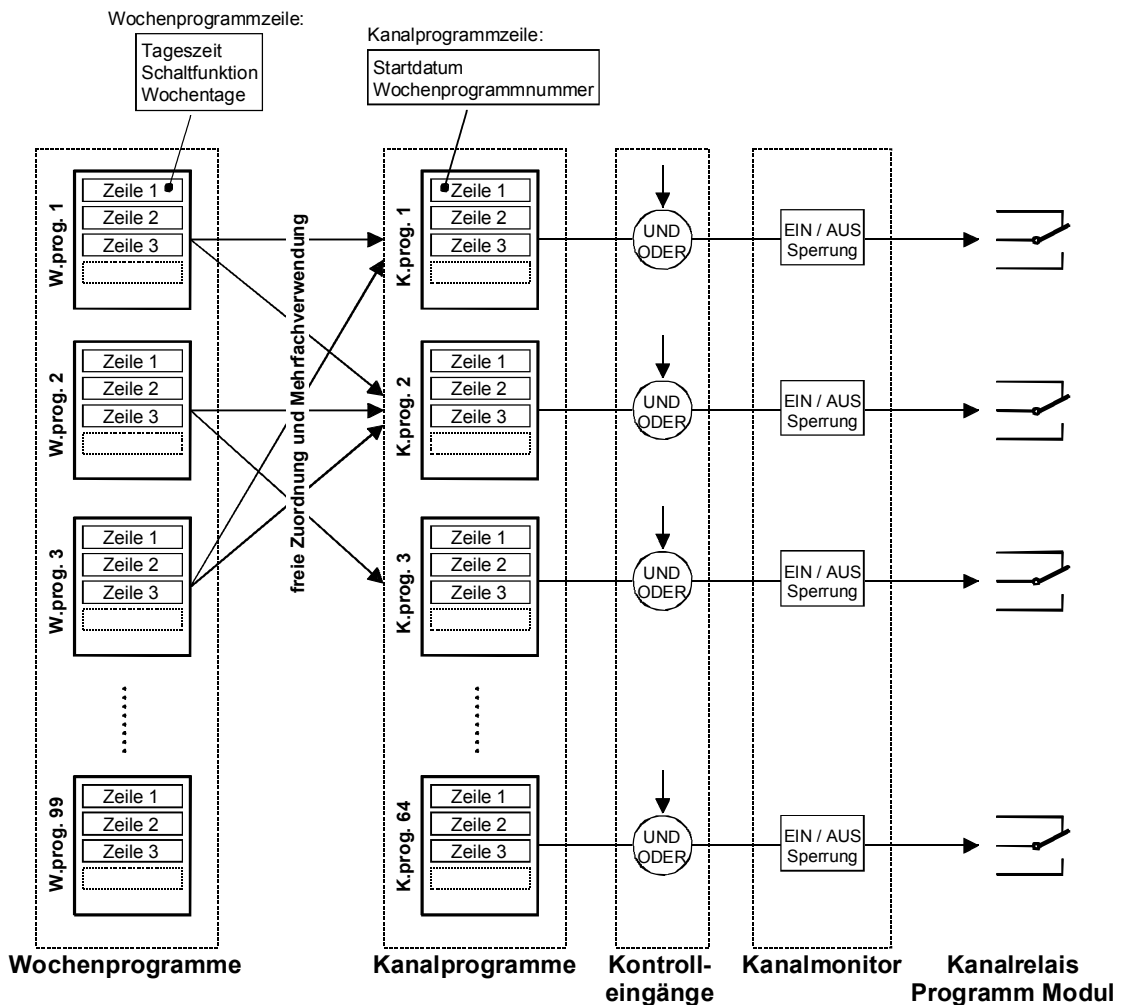 Wochenprogrammzeile:
Tageszeit
Schaltfunktion
Wochentage
Kanalprogrammzeile:
Startdatum
Wochenprogrammnummer
W.prog. 1
Zeile 1
Zeile 2
Zeile 3
freie Zuordnung und Mehrfachverwendung
K.prog. 1
Zeile 1
Zeile 2
Zeile 3
UND
ODER
EIN / AUS
Sperrung
W.prog. 2
Zeile 1
Zeile 2
Zeile 3
K.prog. 2
Zeile 1
Zeile 2
Zeile 3
UND
ODER
EIN / AUS
Sperrung
W.prog. 3
Zeile 1
Zeile 2
Zeile 3
K.prog. 3
Zeile 1
Zeile 2
Zeile 3
UND
ODER
EIN / AUS
Sperrung
W.prog. 99
Zeile 1
Zeile 2
Zeile 3
K.prog. 64
Zeile 1
Zeile 2
Zeile 3
UND
ODER
EIN / AUS
Sperrung
Wochenprogramme
Kanalprogramme
Kontroll-
eingänge
Kanalmonitor
Kanalrelais
Programm Modul